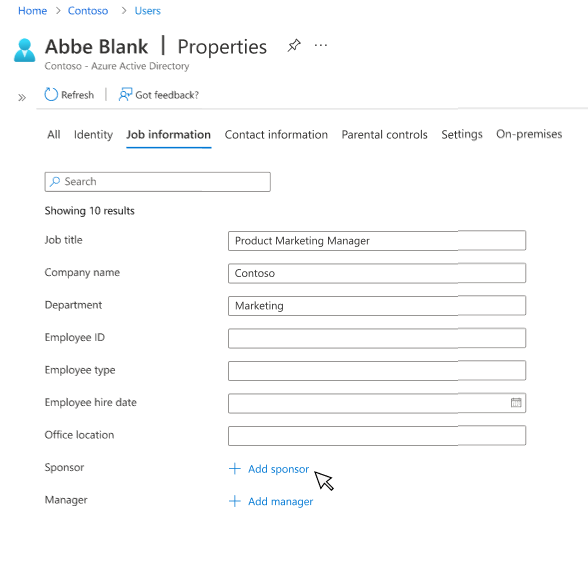 Home > Contoso > Users
Abbe Blank | Properties ···
Contoso - Azure Active Directory
» Refresh | Got feedback?
All Identity Job information Contact information Parental controls Settings On-premises
Search
Showing 10 results
Job title Product Marketing Manager
Company name Contoso
Department Marketing
Employee ID
Employee type
Employee hire date
Office location
Sponsor + Add sponsor
Manager + Add manager